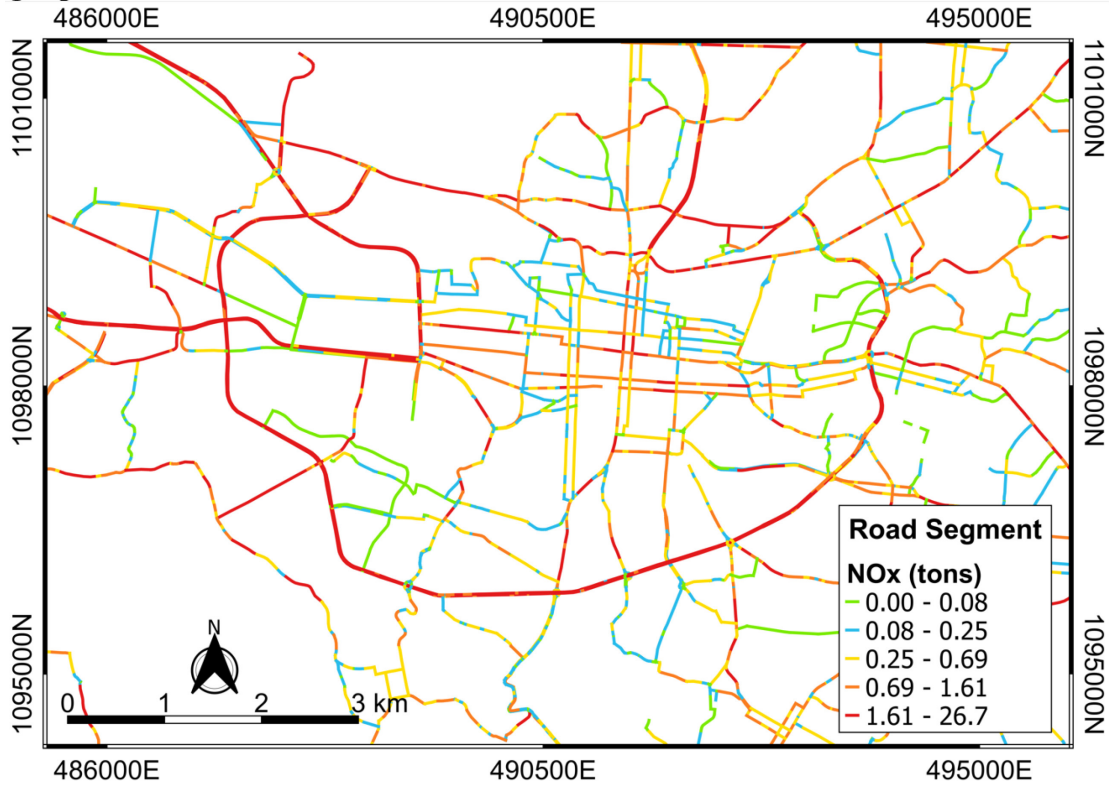 486000E 490500E 495000E
1101000N 1101000N
1098000N 1098000N
1095000N 1095000N
Road Segment
NOx (tons)
0.00 - 0.08
0.08 - 0.25
0.25 - 0.69
0.69 - 1.61
1.61 - 26.7
N
0 1 2 3 km
486000E 490500E 495000E